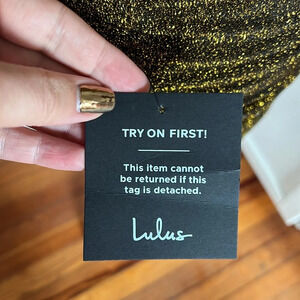 TRY ON FIRST!
This item cannot
be returned if this
tag is detached.
Lulus